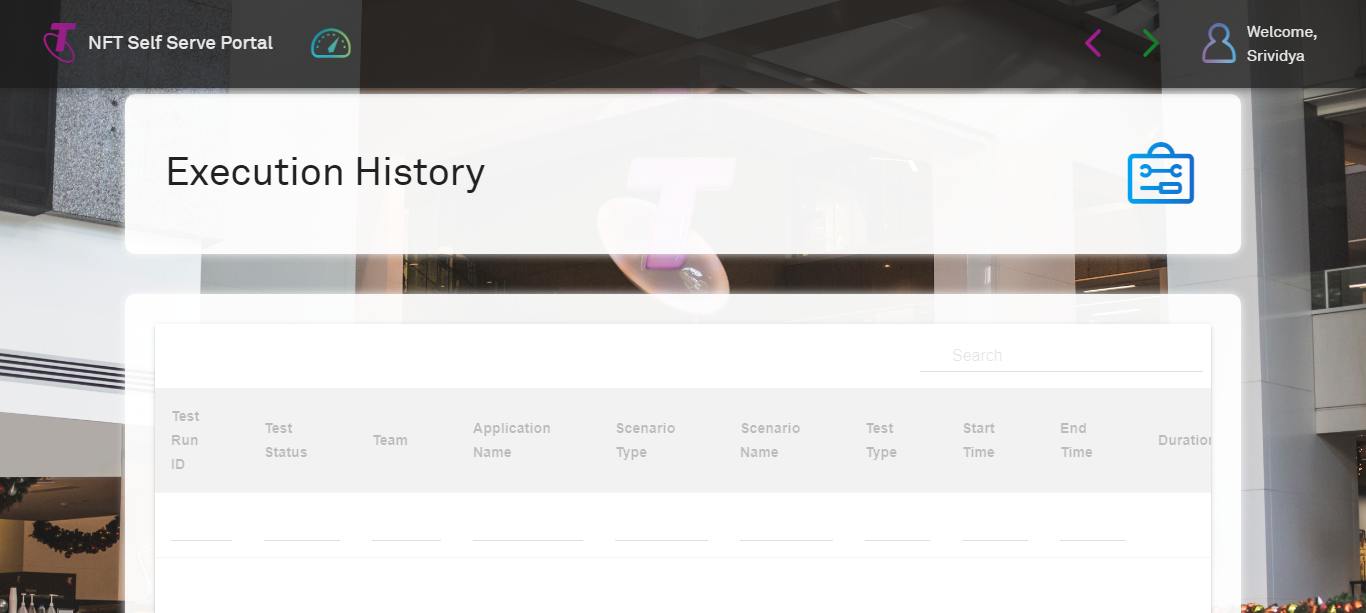 NFT Self Serve Portal
Welcome,
Srividya
Execution History
Search
Test
Run
ID
Test
Status
Team
Application
Name
Scenario
Type
Scenario
Name
Test
Type
Start
Time
End
Time
Duration